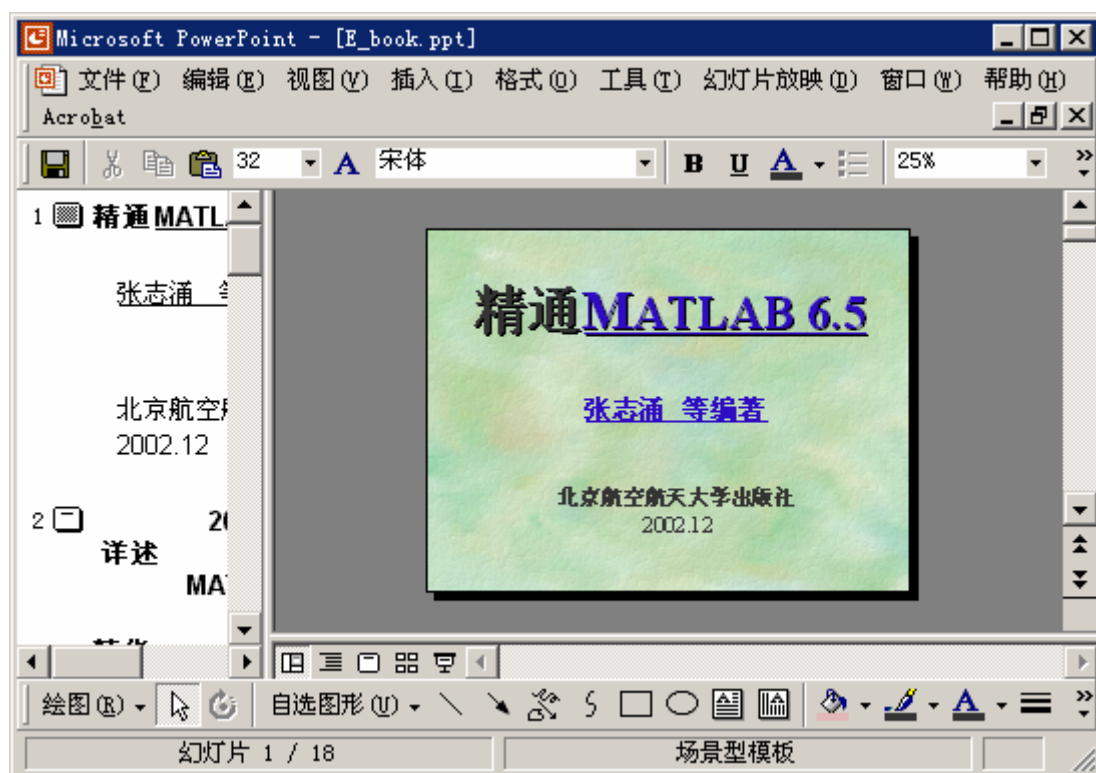 Microsoft PowerPoint - [E_book.ppt]
文件(F) 编辑(E) 视图(V) 插入(I) 格式(O) 工具(T) 幻灯片放映(D) 窗口(W) 帮助(H)
Acrobat
32 A 宋体 B U A 25%
1 精通MATL
张志涌
北京航空
2002.12
2 20
详述
MA
精通MATLAB 6.5
张志涌 等编著
北京航空航天大学出版社
2002.12
绘图(R) 自选图形(U) A
幻灯片 1 / 18 场景型模板